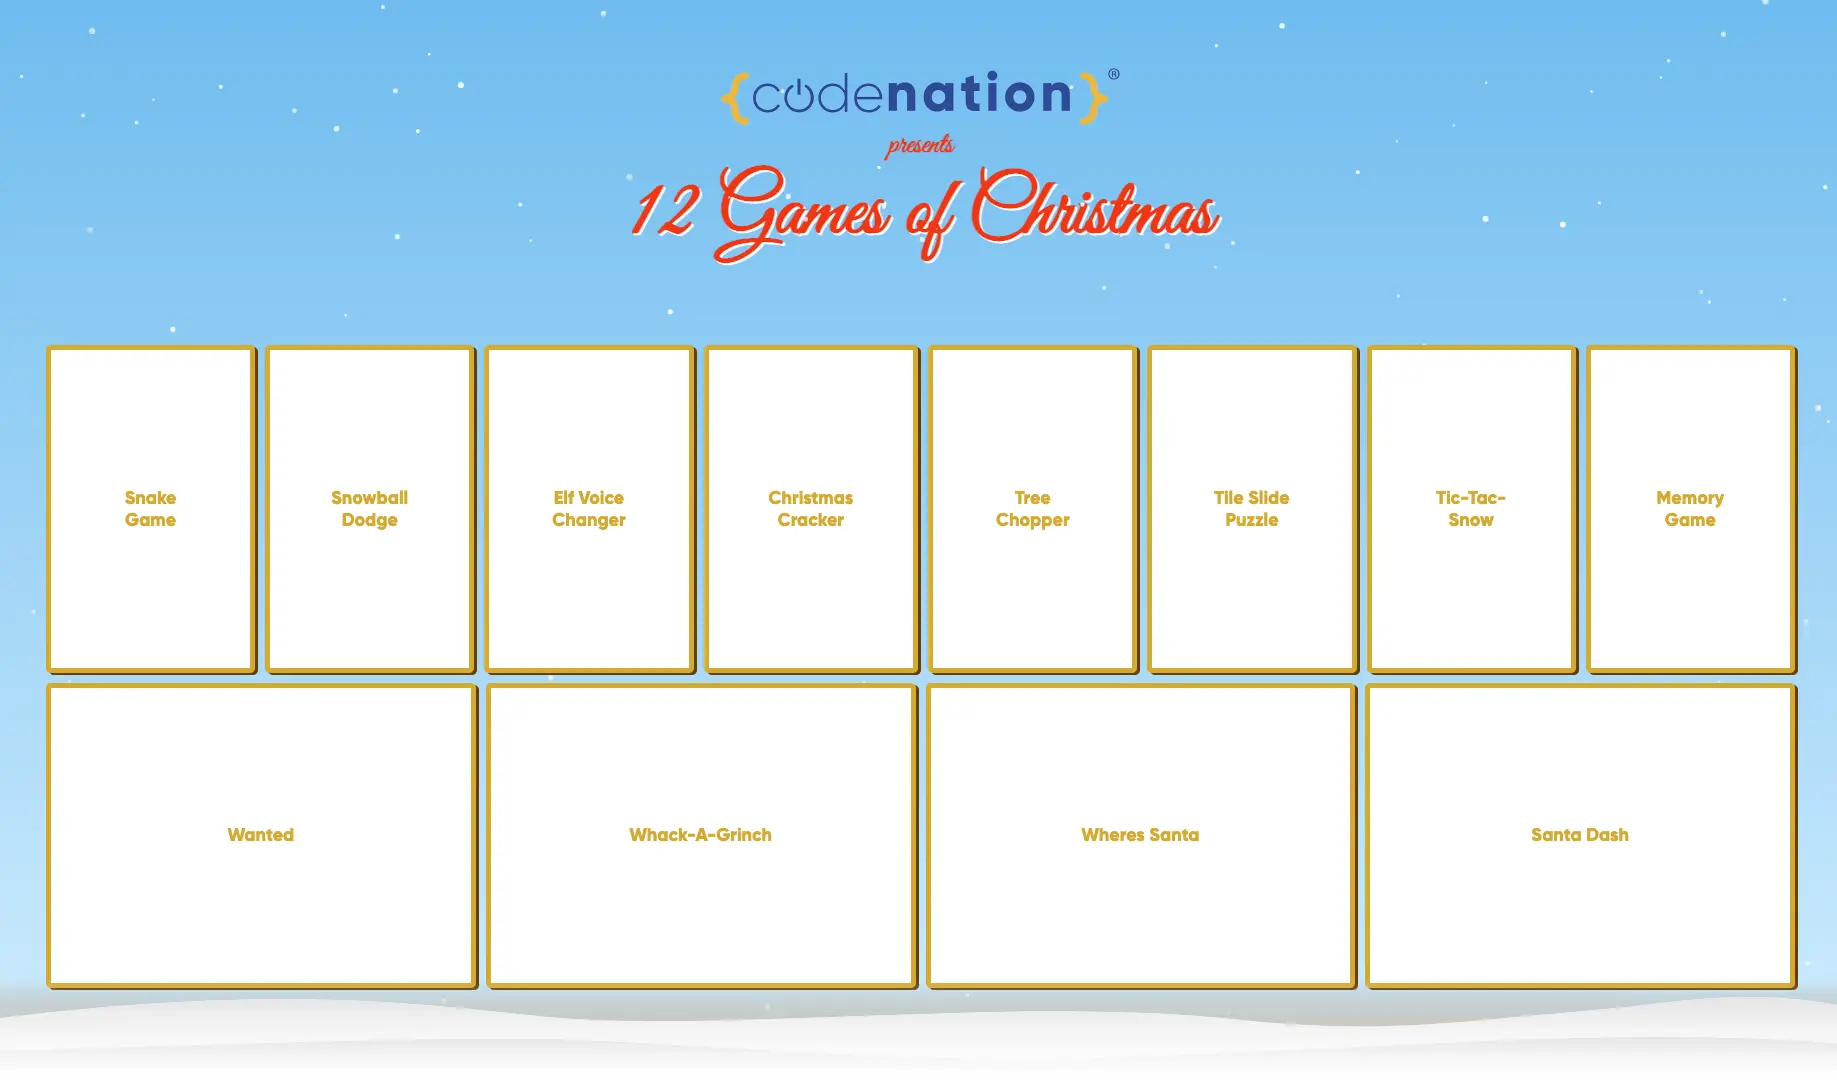 {codenation}®
presents
12 Games of Christmas
Snake
Game
Snowball
Dodge
Elf Voice
Changer
Christmas
Cracker
Tree
Chopper
Tile Slide
Puzzle
Tic-Tac-
Snow
Memory
Game
Wanted
Whack-A-Grinch
Wheres Santa
Santa Dash